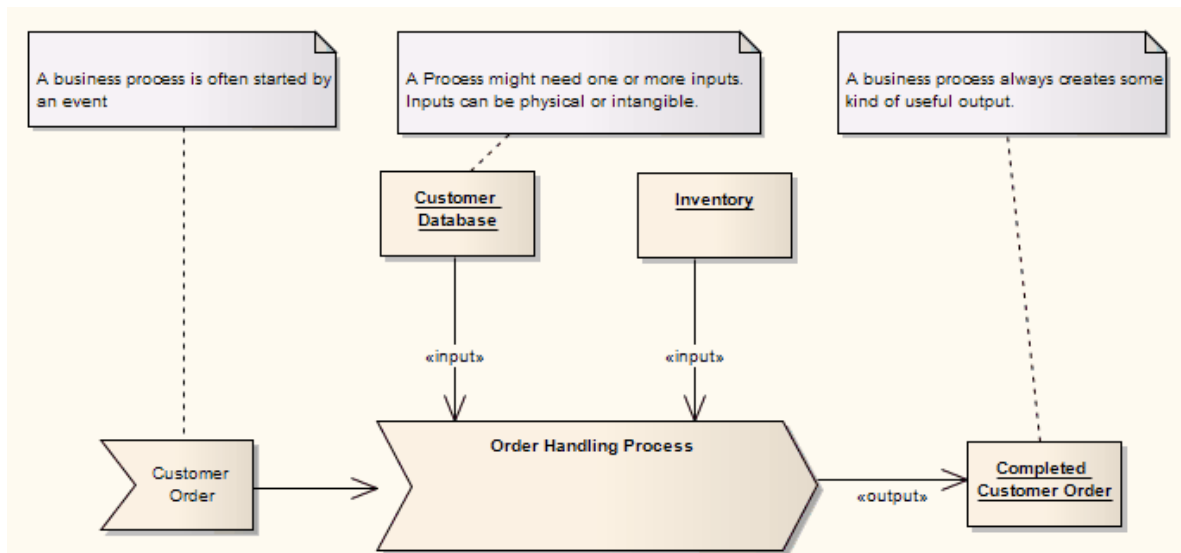 A business process is often started by
an event
A Process might need one or more inputs.
Inputs can be physical or intangible.
A business process always creates some
kind of useful output.
Customer
Database
Inventory
«input»
«input»
Order Handling Process
Customer
Order
«output»
Completed
Customer Order